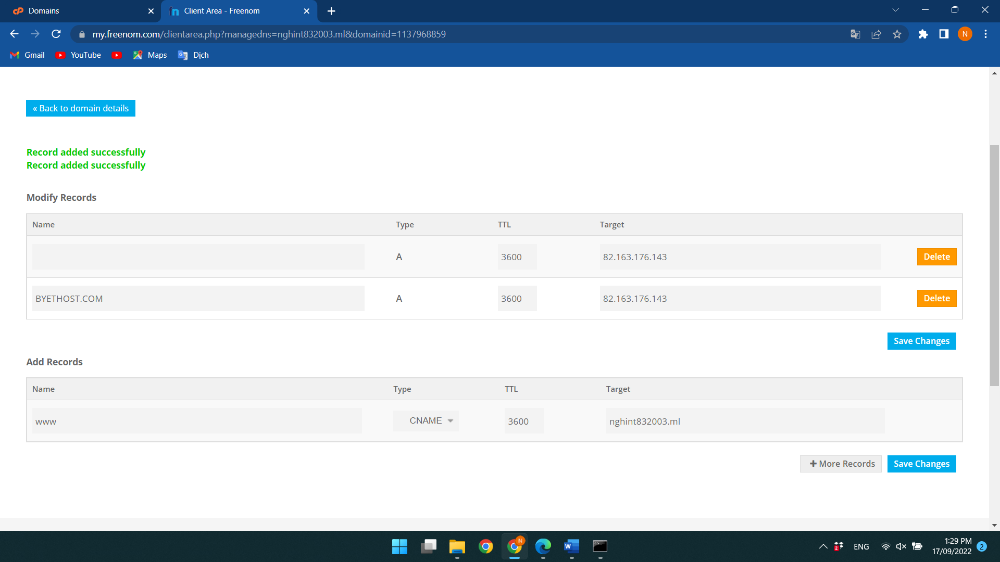 Domains
Client Area - Freenom
my.freenom.com/clientarea.php?managedns=nghint832003.ml&domainid=1137968859
N
Gmail
YouTube
Maps
Dịch
« Back to domain details
Record added successfully
Record added successfully
Modify Records
Name Type TTL Target
A 3600 82.163.176.143 Delete
BYETHOST.COM A 3600 82.163.176.143 Delete
Save Changes
Add Records
Name Type TTL Target
www CNAME 3600 nghint832003.ml
+ More Records Save Changes
N
W
2
ENG
1:29 PM
17/09/2022
2